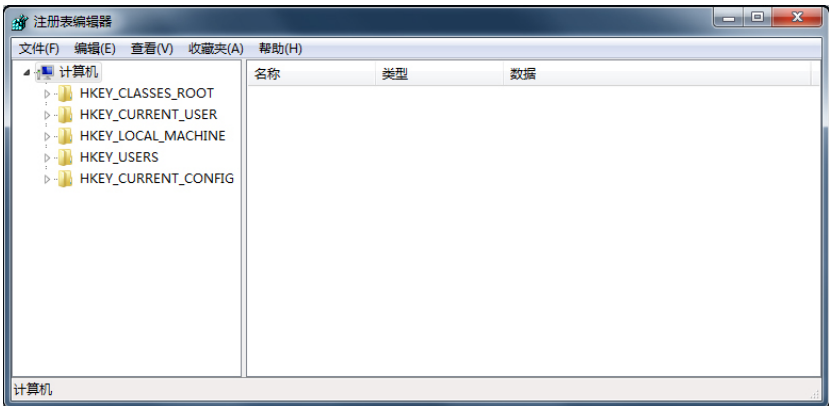 注册表编辑器
文件(F) 编辑(E) 查看(V) 收藏夹(A) 帮助(H)
计算机
HKEY_CLASSES_ROOT
HKEY_CURRENT_USER
HKEY_LOCAL_MACHINE
HKEY_USERS
HKEY_CURRENT_CONFIG
名称 类型 数据
计算机